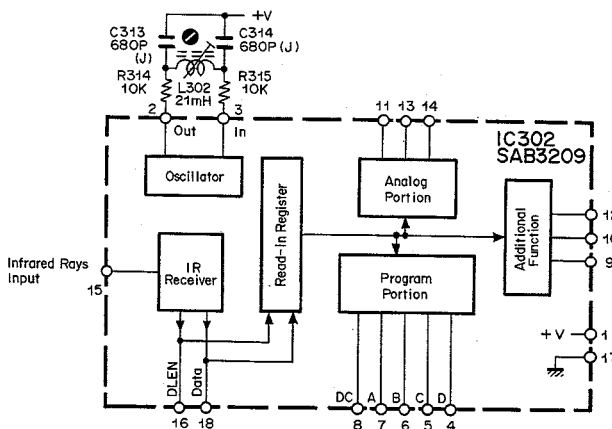 +V
C313
680P
(J)
C314
680P (J)
R314
10K
L302
21mH
R315
10K
2
Out
3
In
11
13
14
IC302
SAB3209
Oscillator
Analog
Portion
Read-In Register
Additional
Function
12
10
9
Infrared Rays
Input
15
IR
Receiver
Program
Portion
+V
1
17
DLEN
Data
DC
A
B
C
D
16
18
8
7
6
5
4